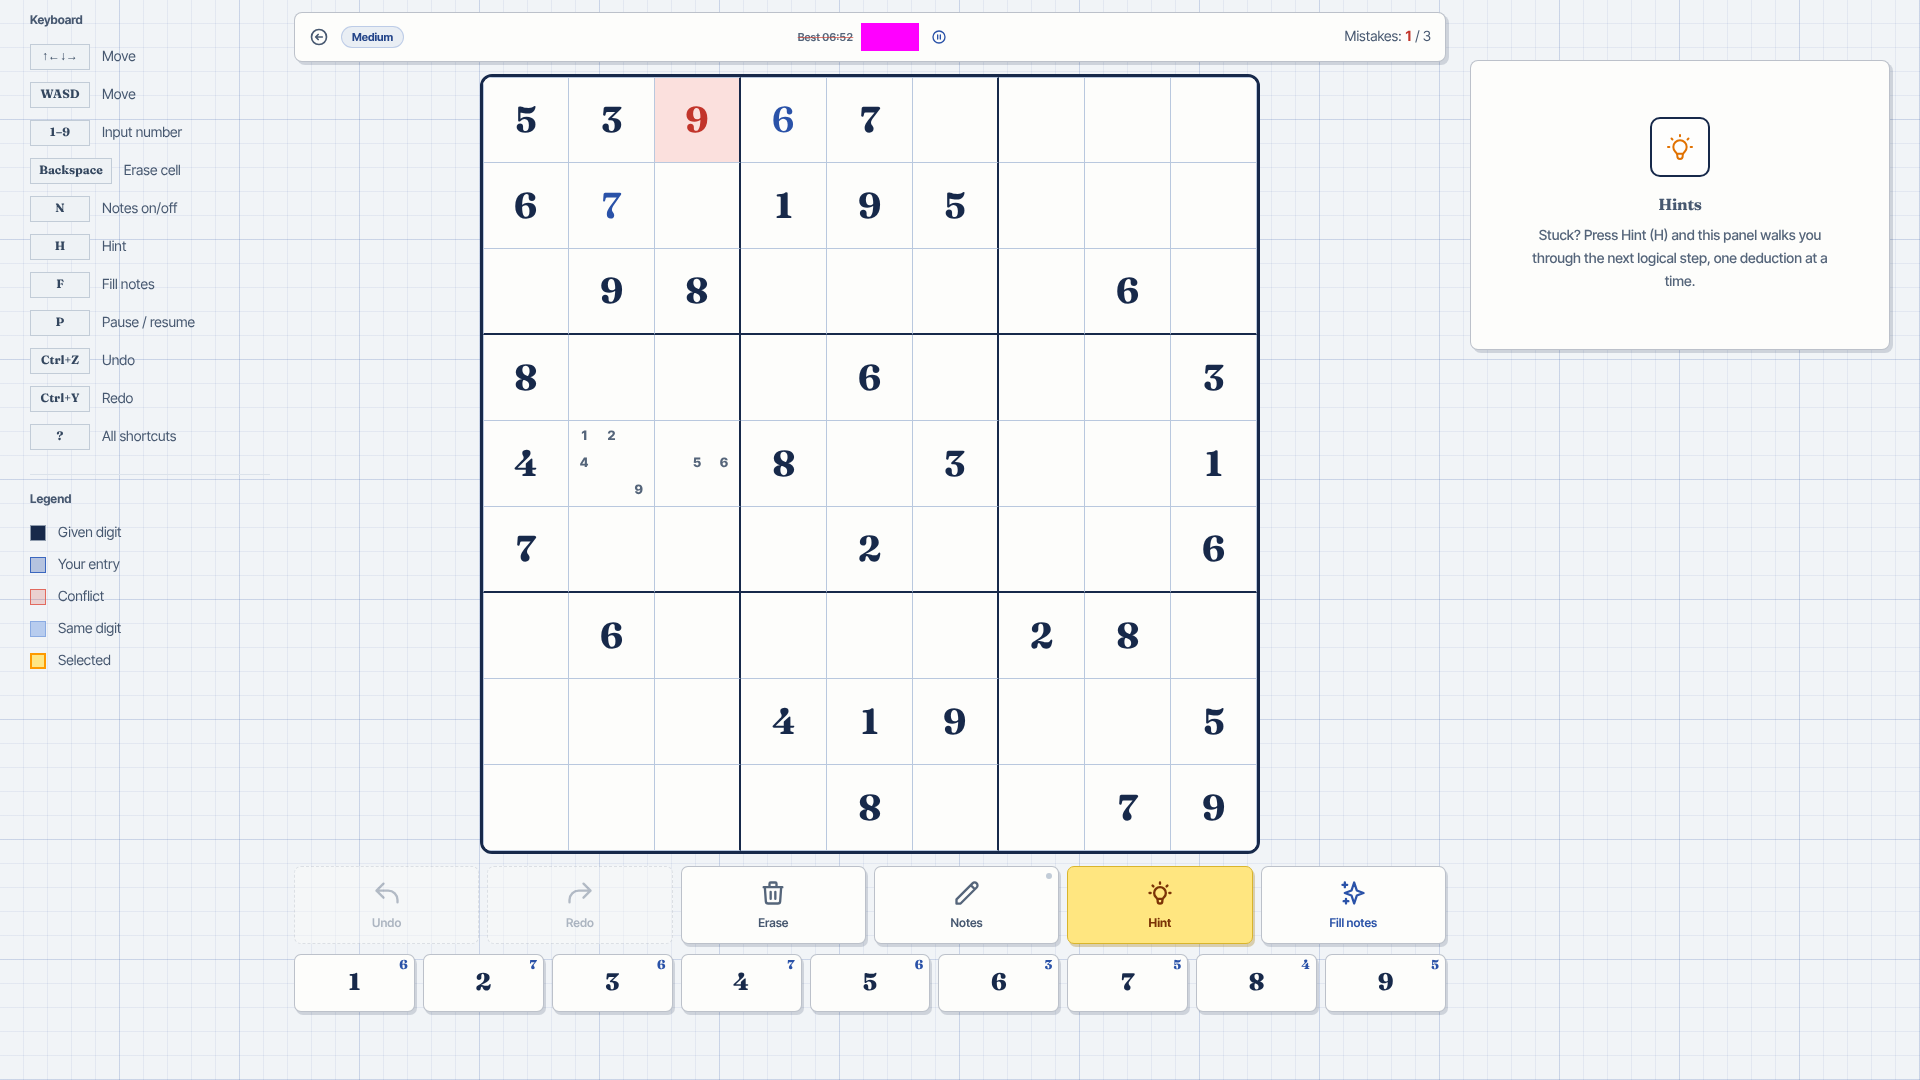 Keyboard
↑←↓→ Move
WASD Move
1–9 Input number
Backspace Erase cell
N Notes on/off
H Hint
F Fill notes
P Pause / resume
Ctrl+Z Undo
Ctrl+Y Redo
? All shortcuts
Legend
Given digit
Your entry
Conflict
Same digit
Selected
Medium
Best 06:52
Mistakes: 1 / 3
5 3 9 6 7
6 7 1 9 5
9 8 6
8 6 3
4 1 2 4 9 5 6 8 3 1
7 2 6
6 2 8
4 1 9 5
8 7 9
Undo
Redo
Erase
Notes
Hint
Fill notes
1 6
2 7
3 6
4 7
5 6
6 3
7 5
8 4
9 5
Hints
Stuck? Press Hint (H) and this panel walks you
through the next logical step, one deduction at a
time.